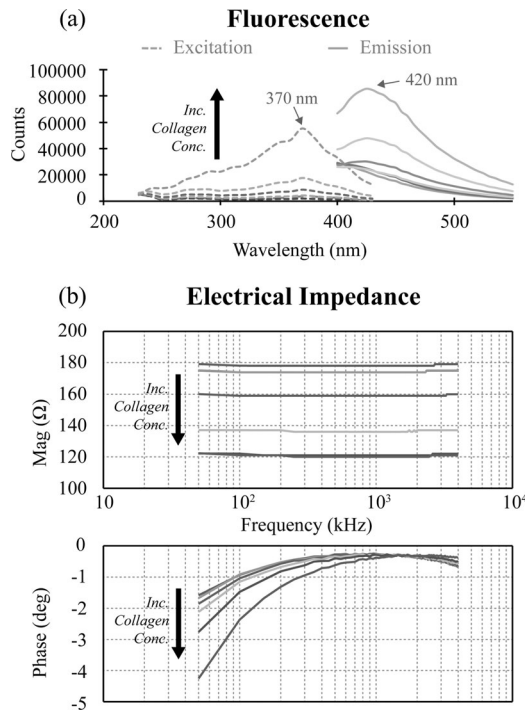 (a) Fluorescence
Excitation Emission
100000
80000
60000
40000
20000
0
Counts
Inc.
Collagen
Conc.
370 nm
420 nm
200 300 400 500
Wavelength (nm)
(b) Electrical Impedance
200
180
160
140
120
100
Mag (Ω)
Inc.
Collagen
Conc.
10 10² 10³ 10⁴
Frequency (kHz)
0
-1
-2
-3
-4
-5
Phase (deg)
Inc.
Collagen
Conc.